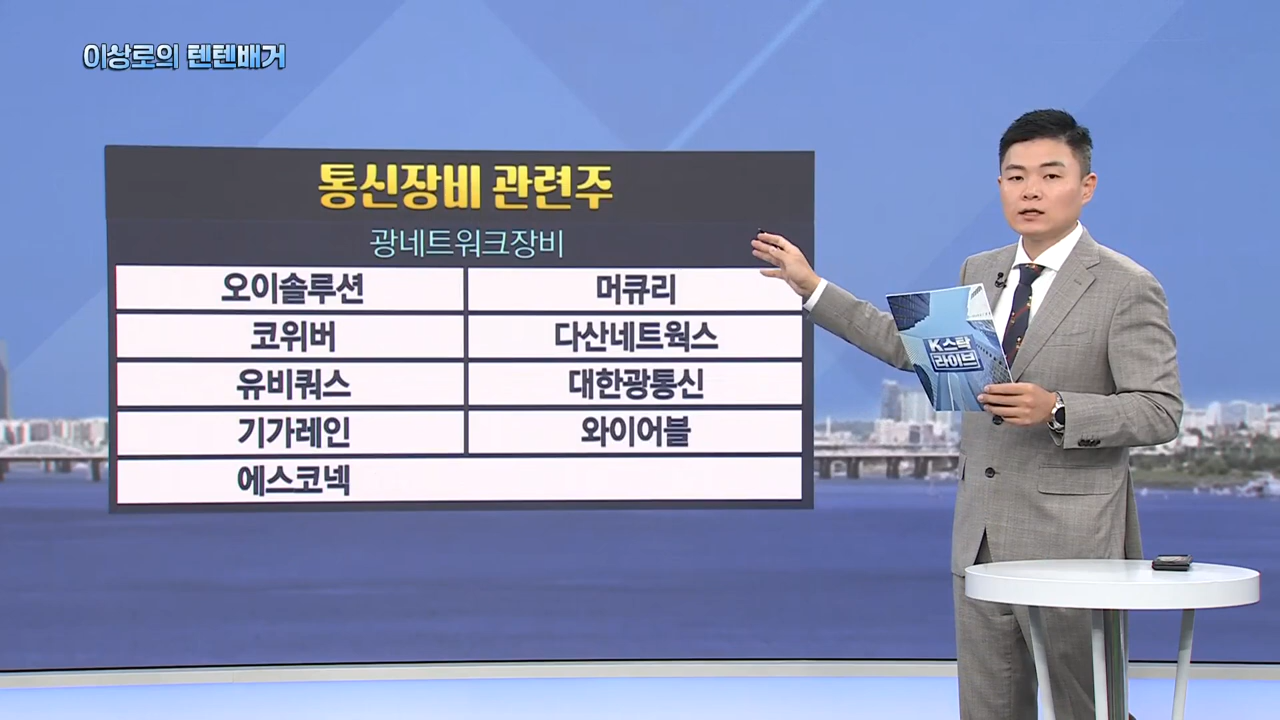 이상로의 텐텐배거
통신장비 관련주
광네트워크장비
오이솔루션 머큐리
코위버 다산네트웍스
유비쿼스 대한광통신
기가레인 와이어블
에스코넥
K스탁
라이브